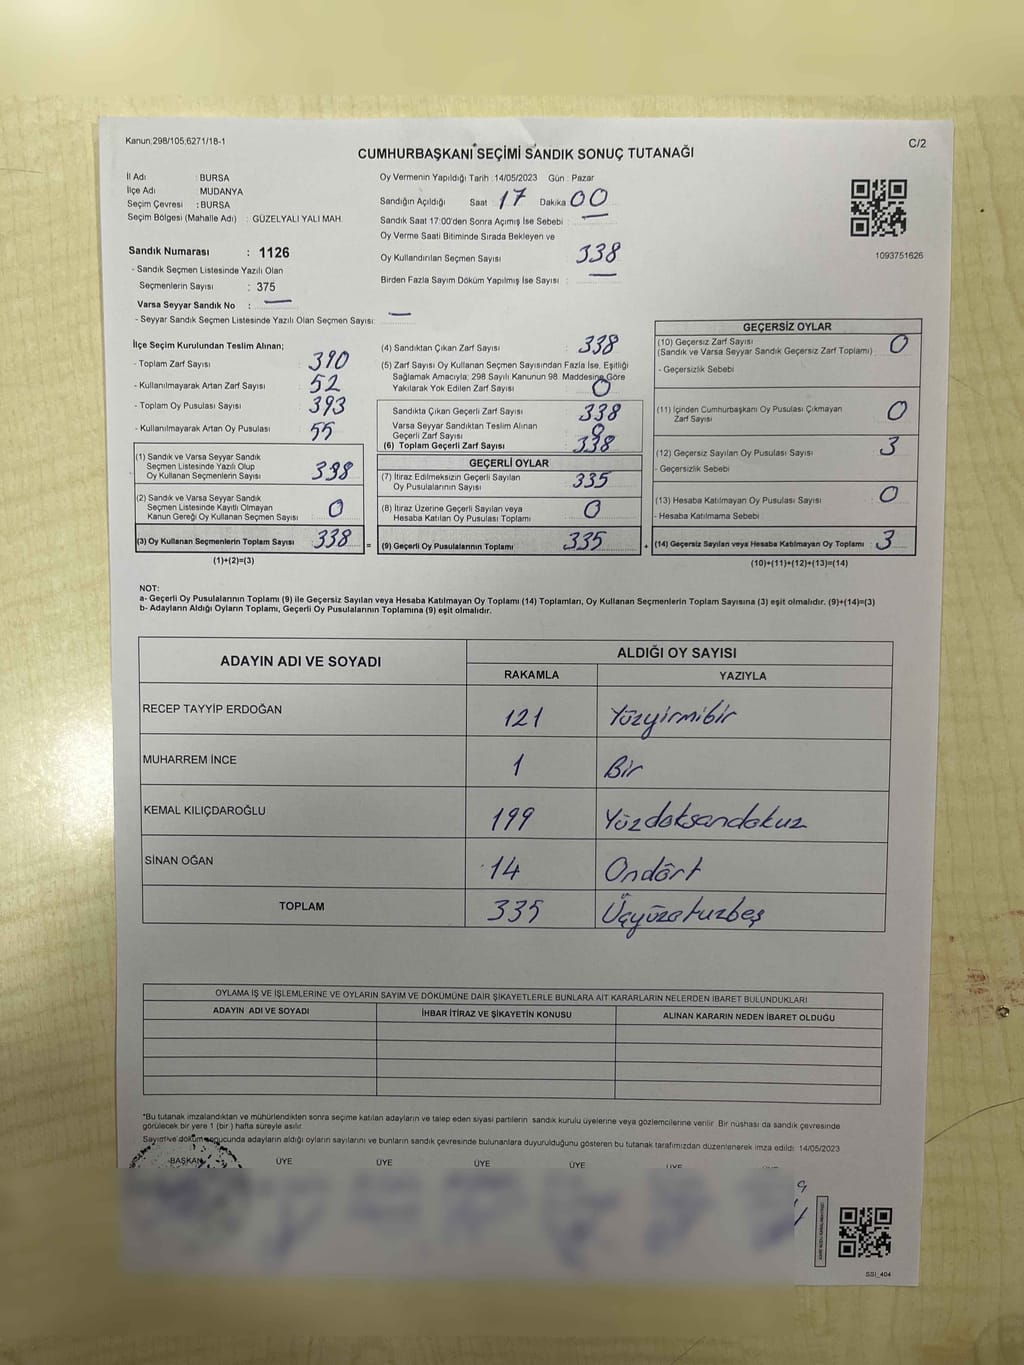 Kanun;298/105;6271/18-1
C/2
CUMHURBAŞKANI SEÇİMİ SANDIK SONUÇ TUTANAĞI
İl Adı : BURSA
İlçe Adı : MUDANYA
Seçim Çevresi : BURSA
Seçim Bölgesi (Mahalle Adı) : GÜZELYALI YALI MAH.
Sandık Numarası : 1126
- Sandık Seçmen Listesinde Yazılı Olan
Seçmenlerin Sayısı : 375
Varsa Seyyar Sandık No :
- Seyyar Sandık Seçmen Listesinde Yazılı Olan Seçmen Sayısı:
Oy Vermenin Yapıldığı Tarih :14/05/2023 Gün : Pazar
Sandığın Açıldığı Saat 17 Dakika 00
Sandık Saat 17:00'den Sonra Açımış İse Sebebi :
Oy Verme Saati Bitiminde Sırada Bekleyen ve
Oy Kullandırılan Seçmen Sayısı 338
Birden Fazla Sayım Döküm Yapılmış İse Sayısı :
1093751626
İlçe Seçim Kurulundan Teslim Alınan;
- Toplam Zarf Sayısı : 390
- Kullanılmayarak Artan Zarf Sayısı : 52
- Toplam Oy Pusulası Sayısı : 393
- Kullanılmayarak Artan Oy Pusulası : 55
(1) Sandık ve Varsa Seyyar Sandık
Seçmen Listesinde Yazılı Olup
Oy Kullanan Seçmenlerin Sayısı : 338
(2) Sandık ve Varsa Seyyar Sandık
Seçmen Listesinde Kayıtlı Olmayan
Kanun Gereği Oy Kullanan Seçmen Sayısı : 0
(3) Oy Kullanan Seçmenlerin Toplam Sayısı : 338
(1)+(2)=(3)
(4) Sandıktan Çıkan Zarf Sayısı : 338
(5) Zarf Sayısı Oy Kullanan Seçmen Sayısından Fazla İse, Eşitliği
Sağlamak Amacıyla; 298 Sayılı Kanunun 98. Maddesine Göre
Yakılarak Yok Edilen Zarf Sayısı : 0
Sandıkta Çıkan Geçerli Zarf Sayısı : 338
Varsa Seyyar Sandıktan Teslim Alınan
Geçerli Zarf Sayısı : 0
(6) Toplam Geçerli Zarf Sayısı : 338
GEÇERLİ OYLAR
(7) İtiraz Edilmeksizin Geçerli Sayılan
Oy Pusulalarının Sayısı : 335
(8) İtiraz Üzerine Geçerli Sayılan veya
Hesaba Katılan Oy Pusulası Toplamı : 0
= (9) Geçerli Oy Pusulalarının Toplamı : 335
GEÇERSİZ OYLAR
(10) Geçersiz Zarf Sayısı
(Sandık ve Varsa Seyyar Sandık Geçersiz Zarf Toplamı) : 0
- Geçersizlik Sebebi
(11) İçinden Cumhurbaşkanı Oy Pusulası Çıkmayan
Zarf Sayısı : 0
(12) Geçersiz Sayılan Oy Pusulası Sayısı : 3
- Geçersizlik Sebebi
(13) Hesaba Katılmayan Oy Pusulası Sayısı : 0
- Hesaba Katılmama Sebebi
+ (14) Geçersiz Sayılan veya Hesaba Katılmayan Oy Toplamı : 3
(10)+(11)+(12)+(13)=(14)
NOT:
a- Geçerli Oy Pusulalarının Toplamı (9) ile Geçersiz Sayılan veya Hesaba Katılmayan Oy Toplamı (14) Toplamları, Oy Kullanan Seçmenlerin Toplam Sayısına (3) eşit olmalıdır. (9)+(14)=(3)
b- Adayların Aldığı Oyların Toplamı, Geçerli Oy Pusulalarının Toplamına (9) eşit olmalıdır.
ADAYIN ADI VE SOYADI
ALDIĞI OY SAYISI
RAKAMLA YAZIYLA
RECEP TAYYİP ERDOĞAN 121 Yüzyirmibir
MUHARREM İNCE 1 Bir
KEMAL KILIÇDAROĞLU 199 Yüzdoksandokuz
SİNAN OĞAN 14 Ondört
TOPLAM 335 Üçyüzotuzbeş
OYLAMA İŞ VE İŞLEMLERINE VE OYLARIN SAYIM VE DÖKÜMÜNE DAİR ŞİKAYETLERLE BUNLARA AİT KARARLARIN NELERDEN İBARET BULUNDUKLARI
ADAYIN ADI VE SOYADI İHBAR İTİRAZ VE ŞİKAYETİN KONUSU ALINAN KARARIN NEDEN İBARET OLDUĞU
*Bu tutanak imzalandıktan ve mühürlendikten sonra seçime katılan adayların ve talep eden siyasi partilerin sandık kurulu üyelerine veya gözlemcilerine verilir. Bir nüshası da sandık çevresinde
görülecek bir yere 1 (bir ) hafta süreyle asılır.
Sayım ve döküm sonucunda adayların aldığı oyların sayılarını ve bunların sandık çevresinde bulunanlara duyurulduğunu gösteren bu tutanak tarafımızdan düzenlenerek imza edildi. 14/05/2023
BAŞKAN ÜYE ÜYE ÜYE ÜYE ÜYE
SSI_404